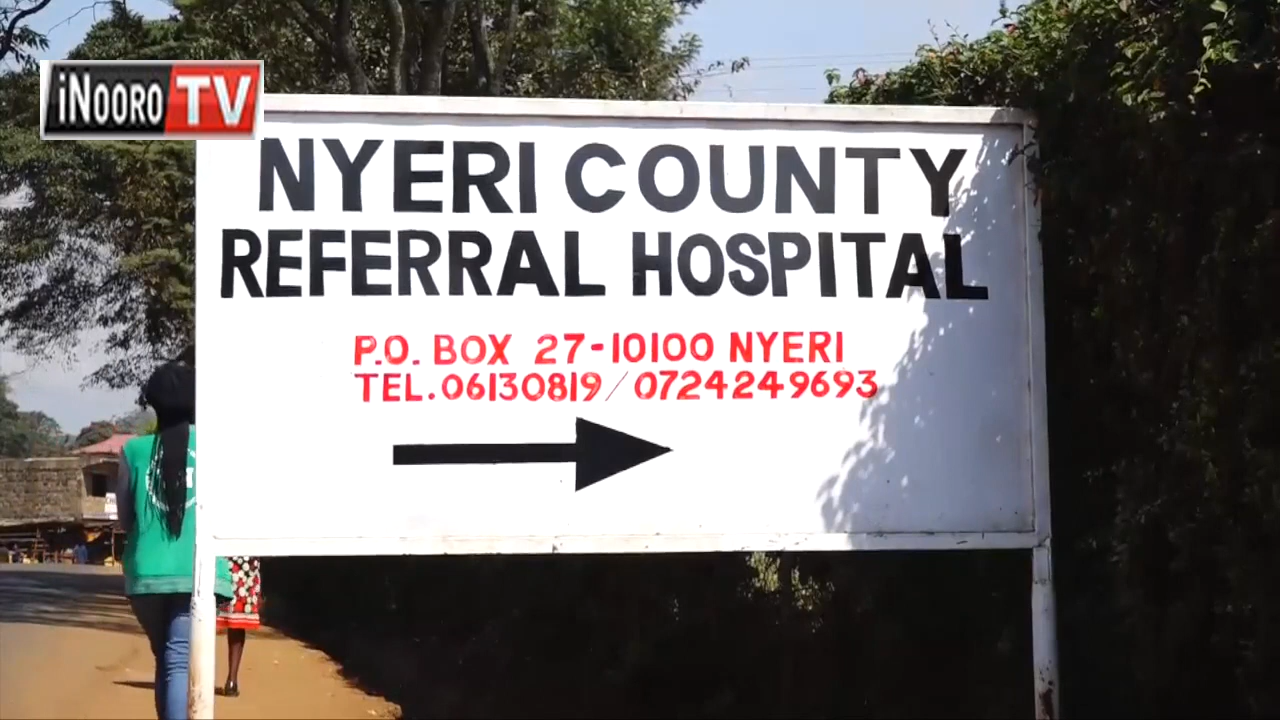 iNOORO TV
NYERI COUNTY
REFERRAL HOSPITAL
P.O. BOX 27-10100 NYERI
TEL.06130819/0724249693